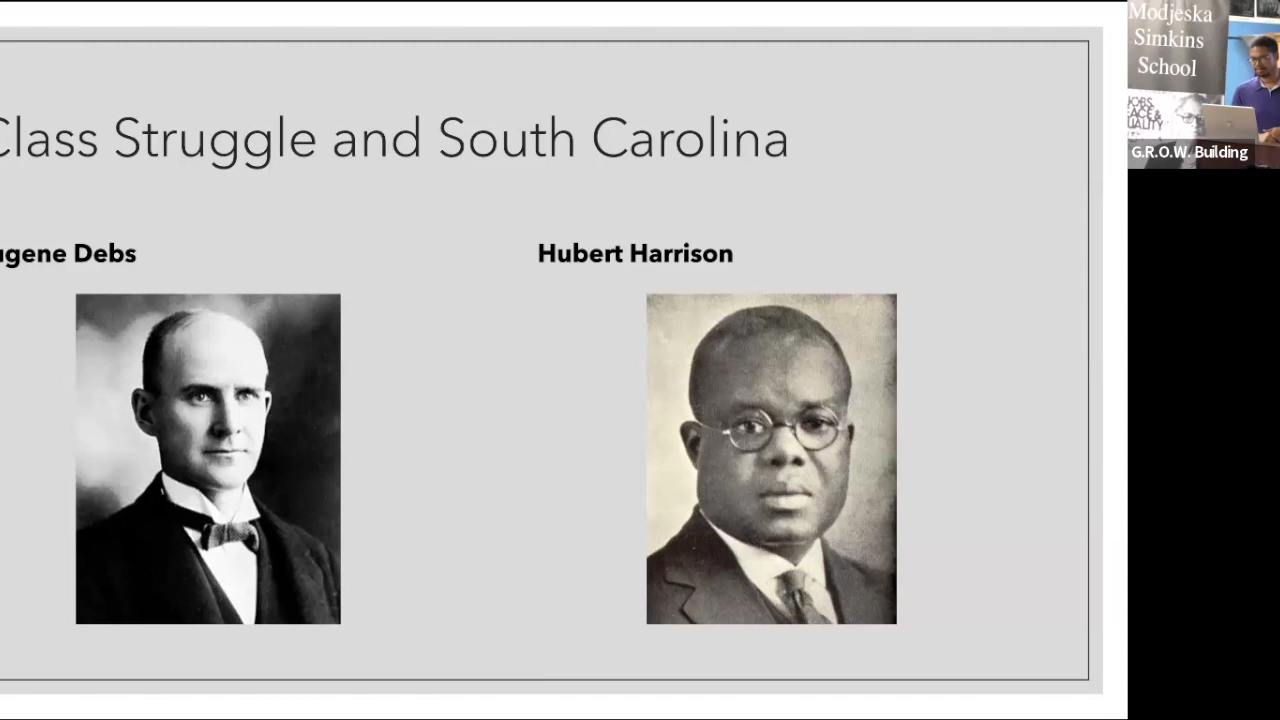 Class Struggle and South Carolina
ugene Debs
Hubert Harrison
Modjeska
Simkins
School
G.R.O.W. Building